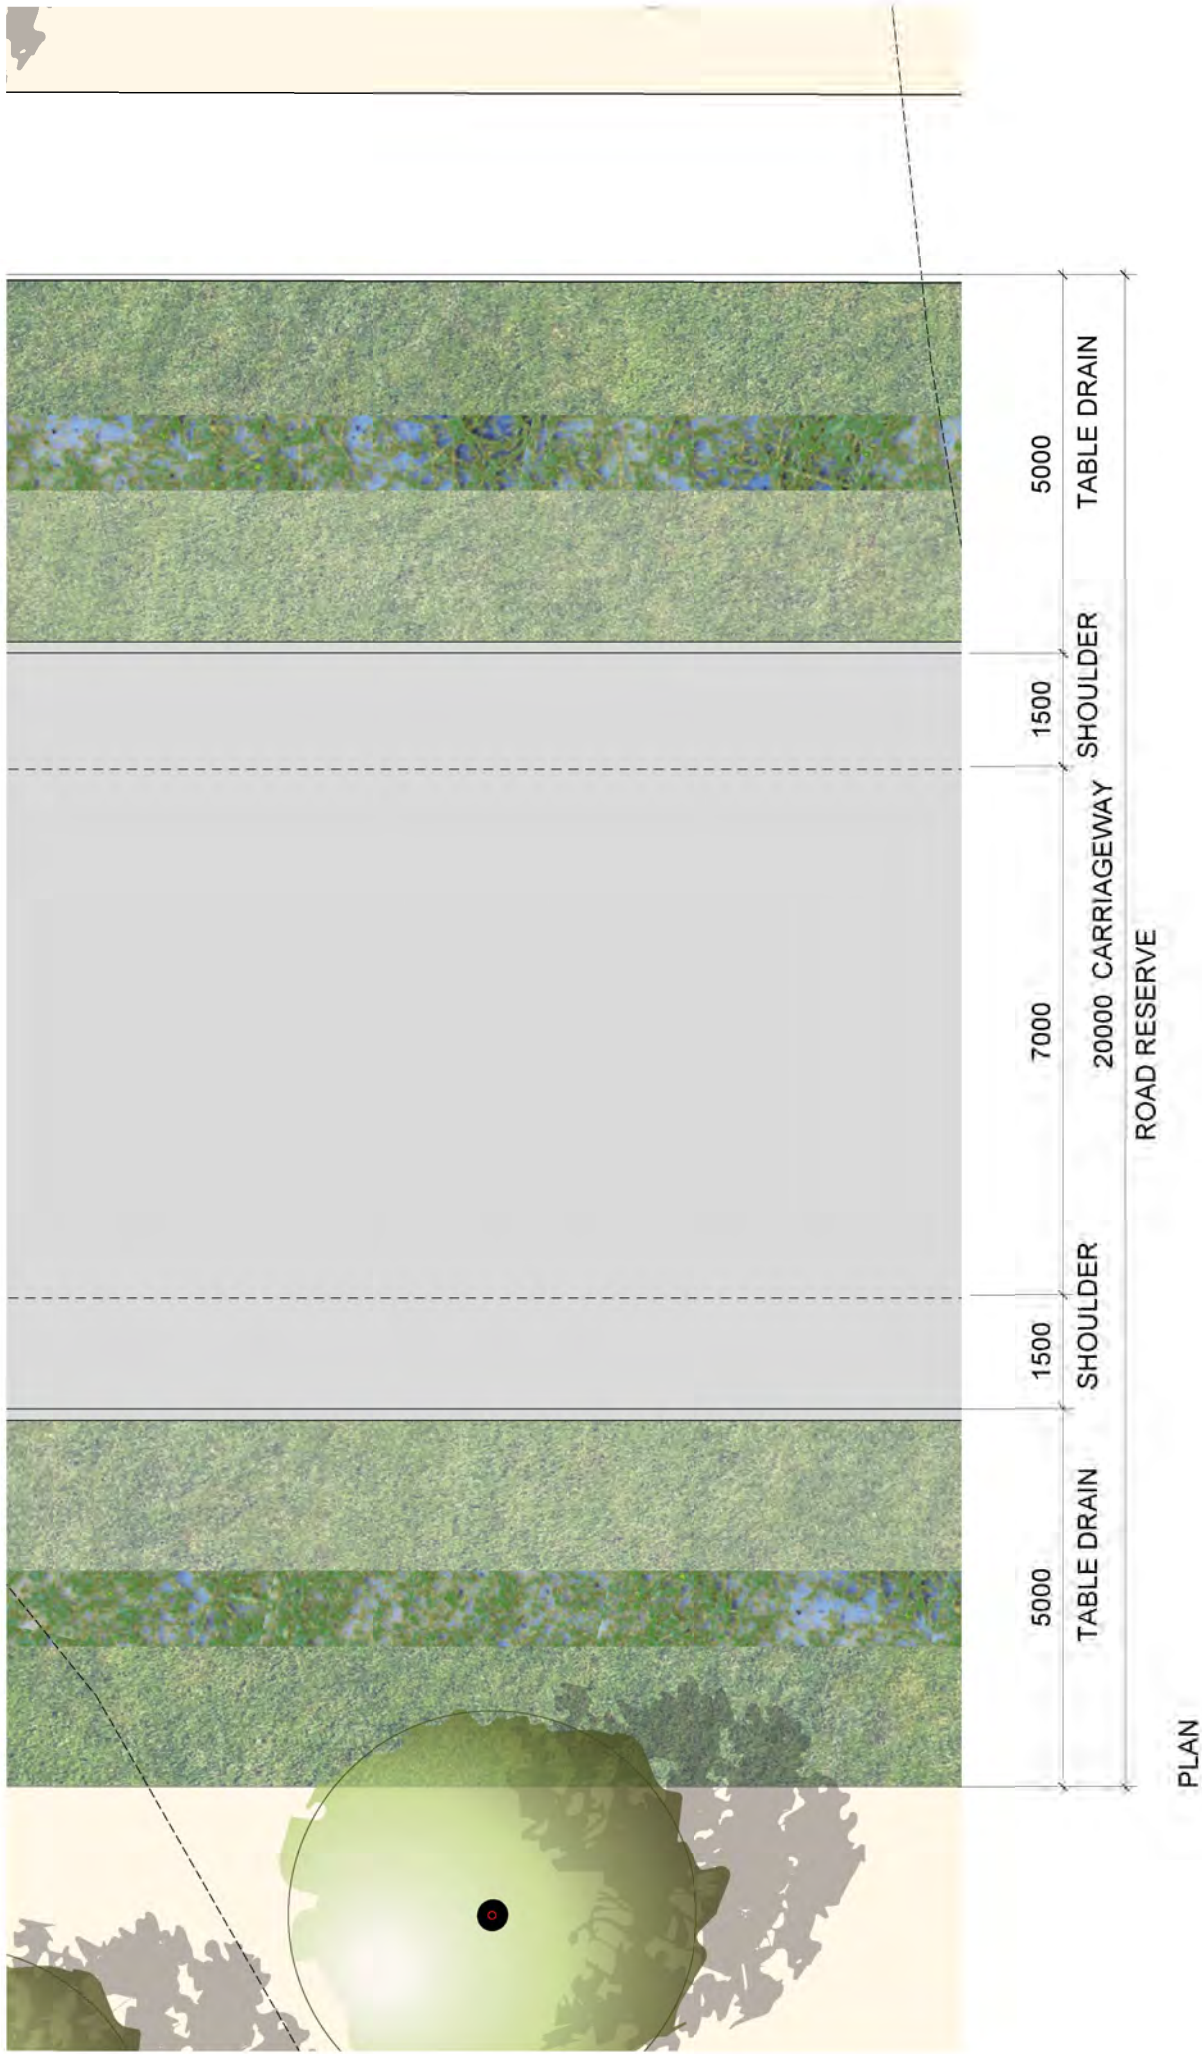 5000
TABLE DRAIN
1500
SHOULDER
7000
20000 CARRIAGEWAY
ROAD RESERVE
1500
SHOULDER
5000
TABLE DRAIN
PLAN